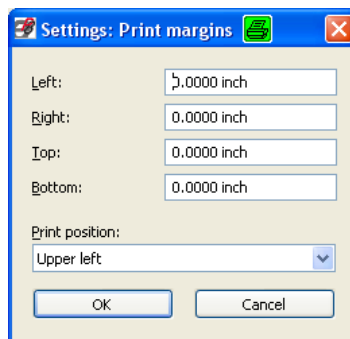 Settings: Print margins
Left: 0.0000 inch
Right: 0.0000 inch
Top: 0.0000 inch
Bottom: 0.0000 inch
Print position:
Upper left
OK Cancel